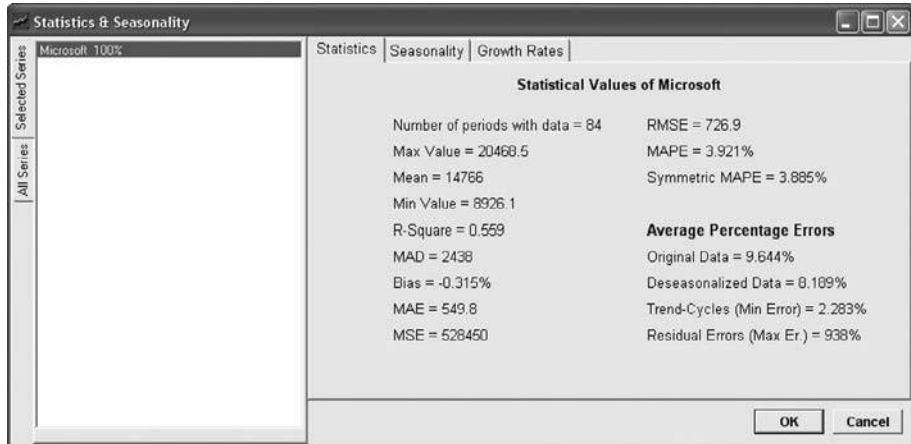 Statistics & Seasonality
Selected Series
All Series
Microsoft 100%
Statistics
Seasonality
Growth Rates
Statistical Values of Microsoft
Number of periods with data = 84
Max Value = 20468.5
Mean = 14766
Min Value = 8926.1
R-Square = 0.559
MAD = 2438
Bias = -0.315%
MAE = 549.8
MSE = 528450
RMSE = 726.9
MAPE = 3.921%
Symmetric MAPE = 3.885%
Average Percentage Errors
Original Data = 9.644%
Deseasonalized Data = 8.189%
Trend-Cycles (Min Error) = 2.283%
Residual Errors (Max Er.) = 938%
OK
Cancel